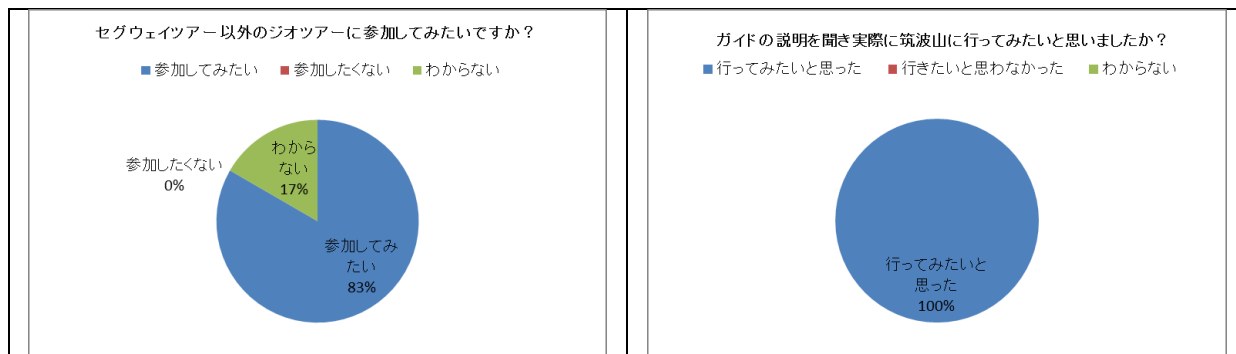 セグウェイツアー以外のジオツアーに参加してみたいですか？
参加してみたい 参加したくない わからない
わから
ない
17%
参加したくない
0%
参加してみ
たい
83%
ガイドの説明を聞き実際に筑波山に行ってみたいと思いましたか？
行ってみたいと思った 行きたいと思わなかった わからない
行ってみたいと
思った
100%